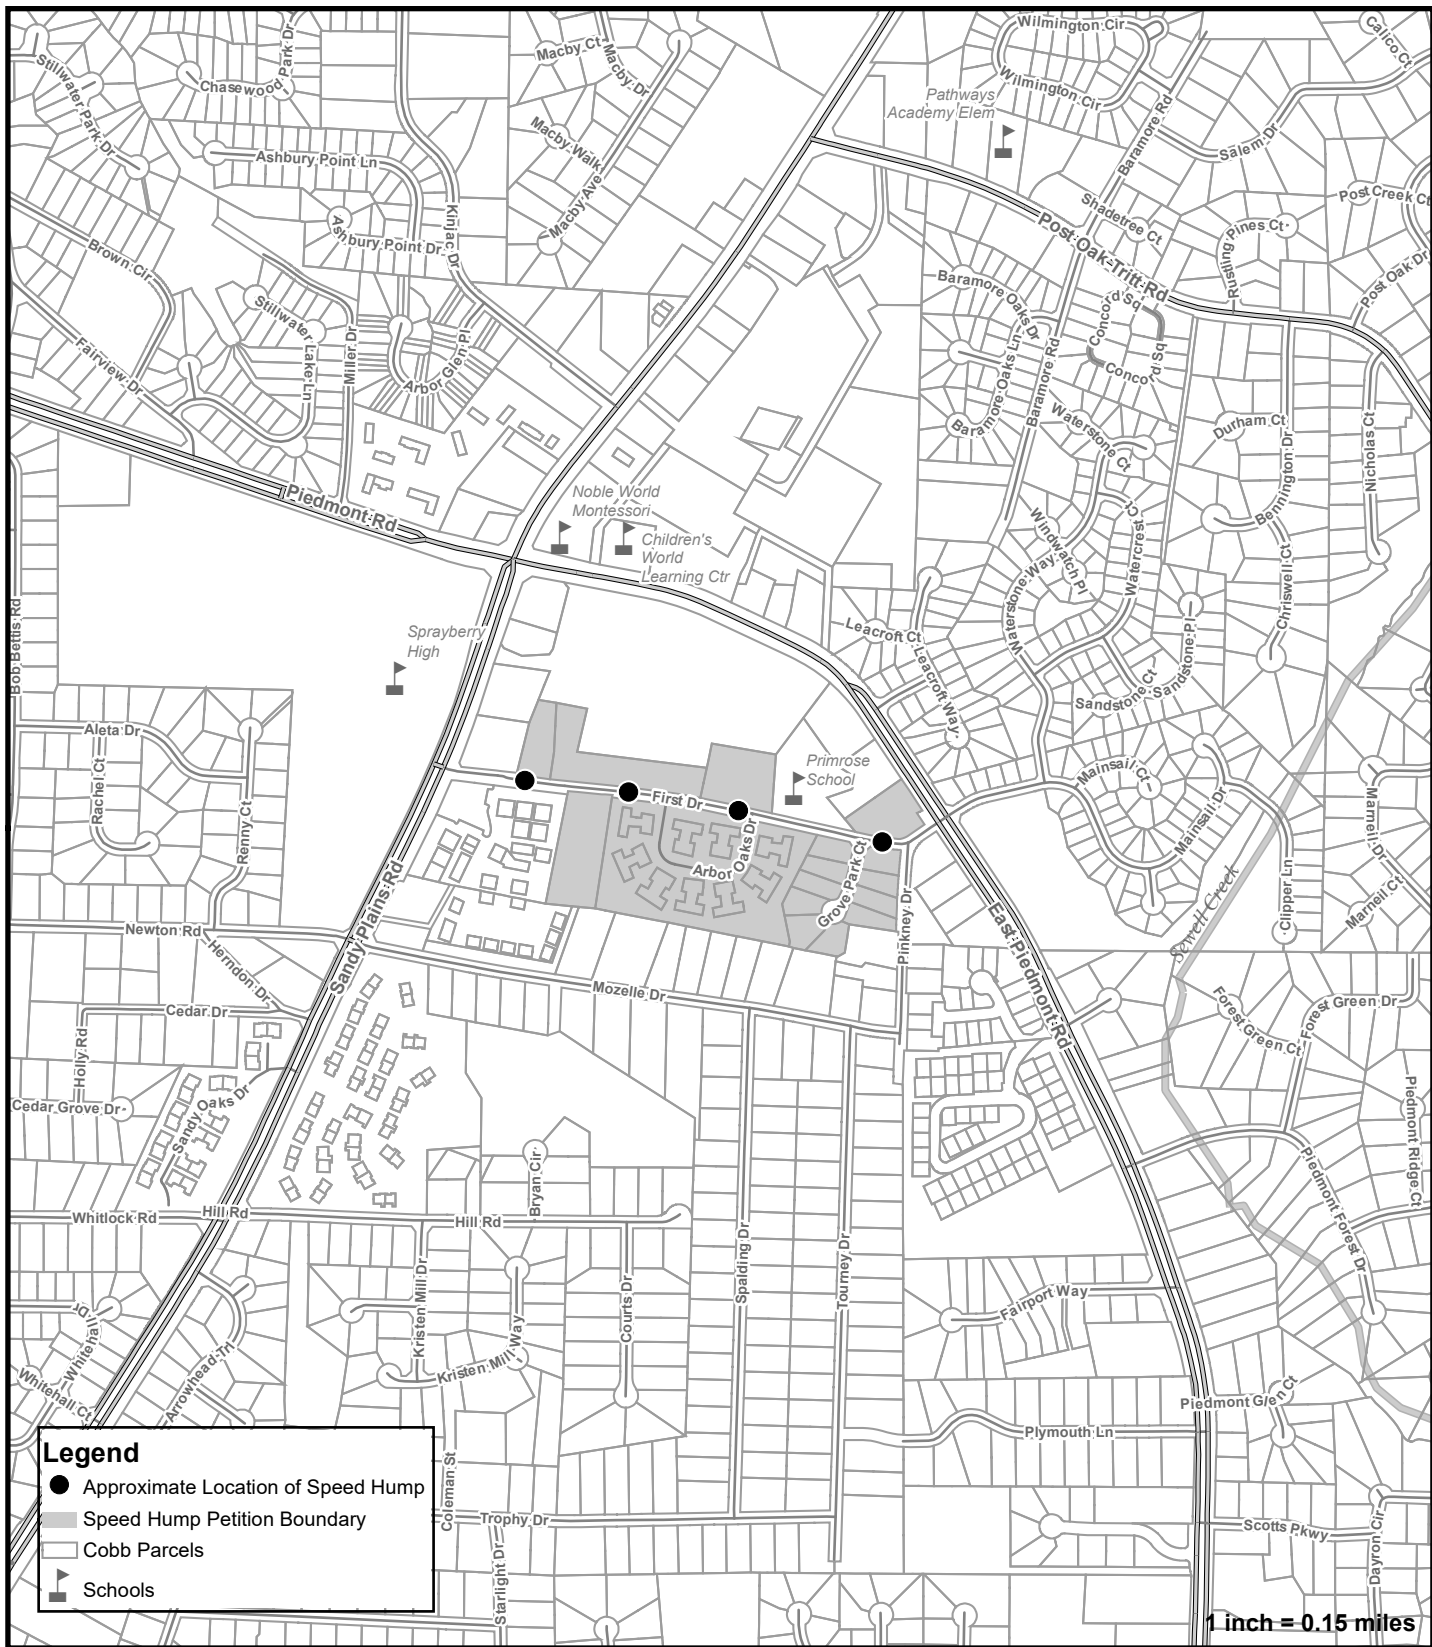 Wilmington Cir
Calico Ct
Macby Ct
Macby Dr
Chasewood Park Dr
Stillwater Park Dr
Wilmington Cir
Pathways
Academy Elem
Baramore Rd
Salem Dr
Macby Walk
Ashbury Point Ln
Macby Ave
Kinjac Dr
Ashbury Point Dr
Shadetree Ct
Post Creek Ct
Rustling Pines Ct
Post Oak Tritt Rd
Post Oak Dr
Brown Cir
Baramore Oaks Dr
Concord Sq
Stillwater Lake Ln
Miller Dr
Fairview Dr
Arbor Glen Pl
Baramore Oaks Ln
Baramore Rd
Concord Sq
Baramore Oaks Ln
Waterstone Ct
Durham Ct
Bennington Dr
Nicholas Ct
Piedmont Rd
Noble World
Montessori
Children's
World
Learning Ctr
Windwatch Pl
Watercrest Ct
Waterstone Way
Chriswell Ct
Bob Bettis Rd
Sprayberry
High
Leacroft Ct
Leacroft Way
Sandstone Ct
Sandstone Pl
Aleta Dr
Rachel Ct
Renny Ct
Primrose
School
First Dr
Mainsail Ct
Mainsail Dr
Marnell Dr
Arbor Oaks Dr
Grove Park Ct
Pinkney Dr
Sandy Plains Rd
East Piedmont Rd
Sewell Creek
Clipper Ln
Marnell Ct
Newton Rd
Herndon Dr
Mozelle Dr
Cedar Dr
Holly Rd
Forest Green Dr
Forest Green Ct
Cedar Grove Dr
Sandy Oaks Dr
Piedmont Ridge Ct
Bryan Cir
Piedmont Forest Dr
Whitlock Rd
Hill Rd
Hill Rd
Spalding Dr
Tourney Dr
Kristen Mill Dr
Courts Dr
Fairport Way
Whitehall Dr
Kristen Mill Way
Arrowhead Trl
Whitehall Ct
Piedmont Glen Ct
Plymouth Ln
Coleman St
Trophy Dr
Starlight Dr
Scotts Pkwy
Dayron Cir
Legend
Approximate Location of Speed Hump
Speed Hump Petition Boundary
Cobb Parcels
Schools
1 inch = 0.15 miles